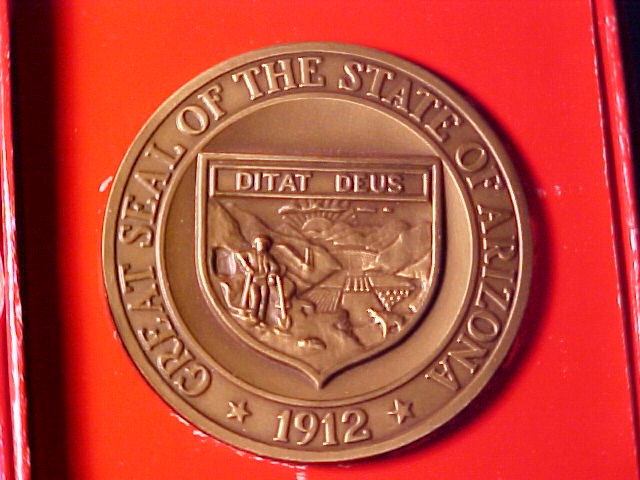 GREAT SEAL OF THE STATE OF ARIZONA
DITAT DEUS
1912